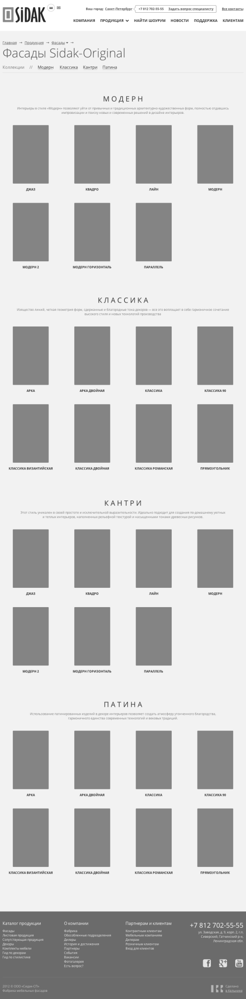 SiDAK
Ваш город: Санкт-Петербург
+7 812 702-55-55 Задать вопрос специалисту
Все контакты
КОМПАНИЯ ПРОДУКЦИЯ НАЙТИ ШОУРУМ НОВОСТИ ПОДДЕРЖКА КЛИЕНТАМ
Главная → Продукция → Фасады →
Фасады Sidak-Original
Коллекции // Модерн Классика Кантри Патина
МОДЕРН
Интерьеры в стиле «Модерн» позволяют уйти от привычных и традиционных архитектурно-художественных форм, полностью отдавшись
импровизации и поиску новых и современных решений в дизайне интерьеров.
ДЖАЗ КВАДРО ЛАЙН МОДЕРН
МОДЕРН 2 МОДЕРН ГОРИЗОНТАЛЬ ПАРАЛЛЕЛЬ
КЛАССИКА
Изящество линий, четкая геометрия форм, сдержанные и благородные тона декоров — все это воплощает в себе гармоничное сочетание
высокого стиля и новых технологий производства
АРКА АРКА ДВОЙНАЯ КЛАССИКА КЛАССИКА 90
КЛАССИКА ВИЗАНТИЙСКАЯ КЛАССИКА ДВОЙНАЯ КЛАССИКА РОМАНСКАЯ ПРЯМОУГОЛЬНИК
КАНТРИ
Этот стиль уникален в своей простоте и исключительной выразительности. Идеально подходит для создания по-домашнему уютных
и теплых интерьеров, наполненных рельефной текстурой и насыщенными тонами древесных рисунков.
ДЖАЗ КВАДРО ЛАЙН МОДЕРН
МОДЕРН 2 МОДЕРН ГОРИЗОНТАЛЬ ПАРАЛЛЕЛЬ
ПАТИНА
Использование патинированных изделий в декоре интерьеров позволяет создать атмосферу утонченного благородства,
гармоничного единства современных технологий и вековых традиций.
АРКА АРКА ДВОЙНАЯ КЛАССИКА КЛАССИКА 90
КЛАССИКА ВИЗАНТИЙСКАЯ КЛАССИКА ДВОЙНАЯ КЛАССИКА РОМАНСКАЯ ПРЯМОУГОЛЬНИК
Каталог продукции
Фасады
Листовая продукция
Сопутствующая продукция
Декоры
Комплекты мебели
Гид по декорам
Гид по стилистике
О компании
Фабрика
Обособленные подразделения
Дилеры
История и достижения
Партнеры
События
Вакансии
Фотогалерея
Есть вопрос?
Партнерам и клиентам
Контрактным клиентам
Мебельным компаниям
Дилерам
Розничным клиентам
Вход для клиентов
+7 812 702-55-55
ул. Заводская, д. 9, корп. 2, г.п.
Сиверский, Гатчинский р-н,
Ленинградская обл.
You
Tube
2012 © ООО «Сидак-СП»
Фабрика мебельных фасадов
Сделано
в Кельнике